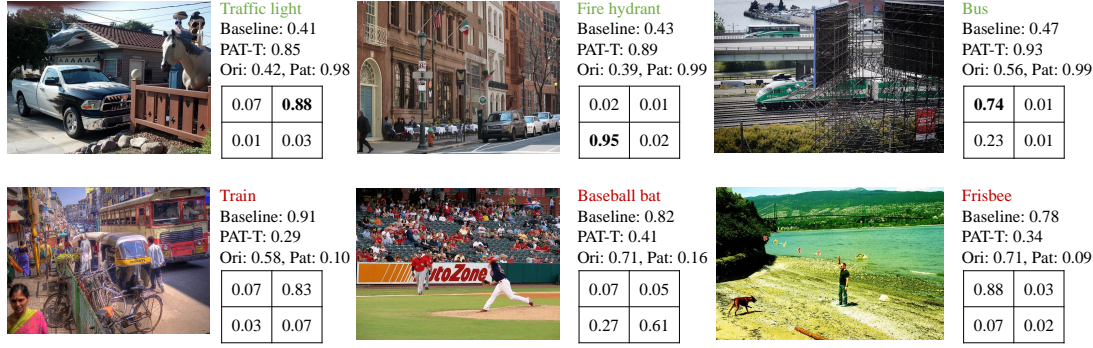 Traffic light
Baseline: 0.41
PAT-T: 0.85
Ori: 0.42, Pat: 0.98
0.07 0.88
0.01 0.03
Fire hydrant
Baseline: 0.43
PAT-T: 0.89
Ori: 0.39, Pat: 0.99
0.02 0.01
0.95 0.02
Bus
Baseline: 0.47
PAT-T: 0.93
Ori: 0.56, Pat: 0.99
0.74 0.01
0.23 0.01
Train
Baseline: 0.91
PAT-T: 0.29
Ori: 0.58, Pat: 0.10
0.07 0.83
0.03 0.07
Baseball bat
Baseline: 0.82
PAT-T: 0.41
Ori: 0.71, Pat: 0.16
0.07 0.05
0.27 0.61
AutoZone
Frisbee
Baseline: 0.78
PAT-T: 0.34
Ori: 0.71, Pat: 0.09
0.88 0.03
0.07 0.02